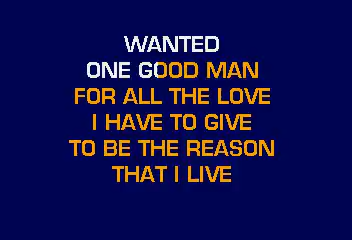 WANTED
ONE GOOD MAN
FOR ALL THE LOVE
I HAVE TO GIVE
TO BE THE REASON
THAT I LIVE